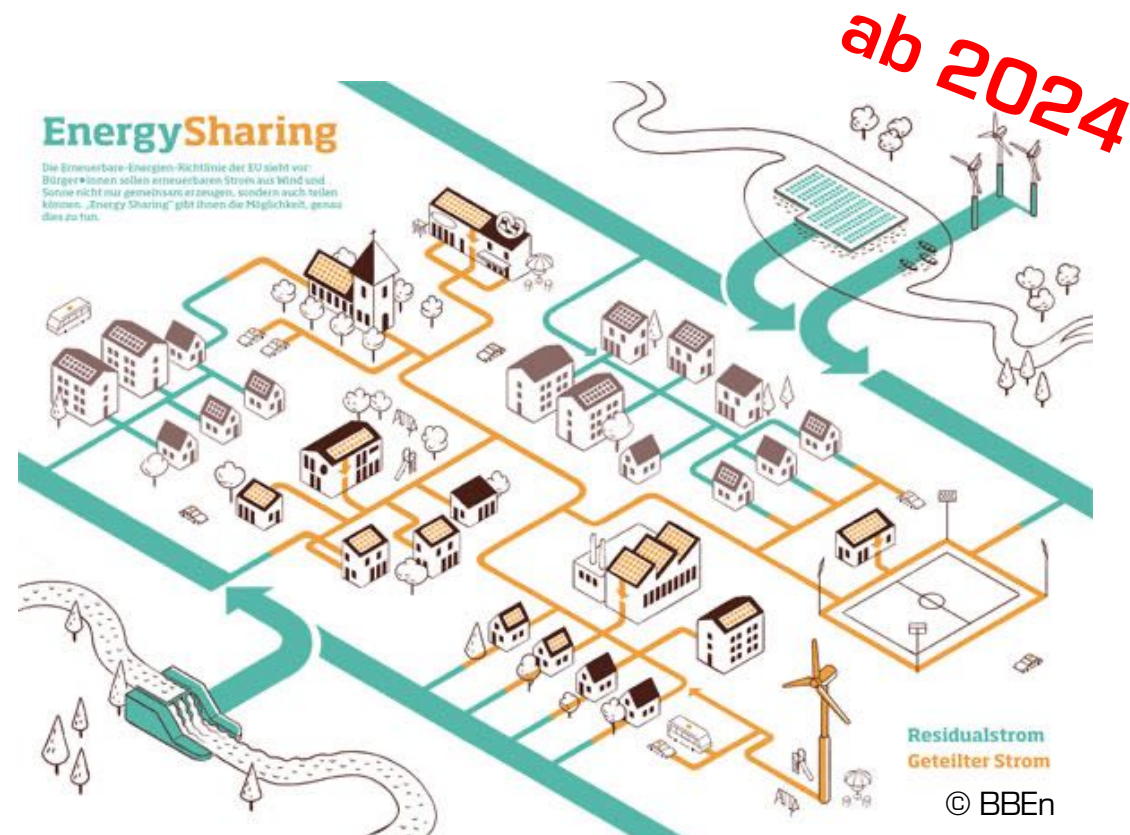 ab 2024
EnergySharing
Die Erneuerbare-Energien-Richtlinie der EU sieht vor:
Bürger*innen sollen erneuerbaren Strom aus Wind und
Sonne nicht nur gemeinsam erzeugen, sondern auch teilen
können. „Energy Sharing" gibt ihnen die Möglichkeit, genau
dies zu tun.
Residualstrom
Geteilter Strom
© BBEn